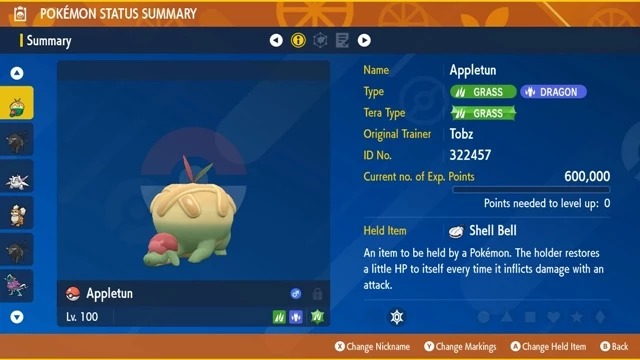 POKÉMON STATUS SUMMARY
Summary
Name Appletun
Type GRASS DRAGON
Tera Type GRASS
Original Trainer Tobz
ID No. 322457
Current no. of Exp. Points 600,000
Points needed to level up: 0
Held Item Shell Bell
An item to be held by a Pokémon. The holder restores
a little HP to itself every time it inflicts damage with an
attack.
Appletun
Lv. 100
X Change Nickname Y Change Markings A Change Held Item B Back